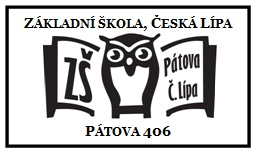 ZÁKLADNÍ ŠKOLA, ČESKÁ LÍPA
ZŠ
Pátova
Č. Lípa
PÁTOVA 406